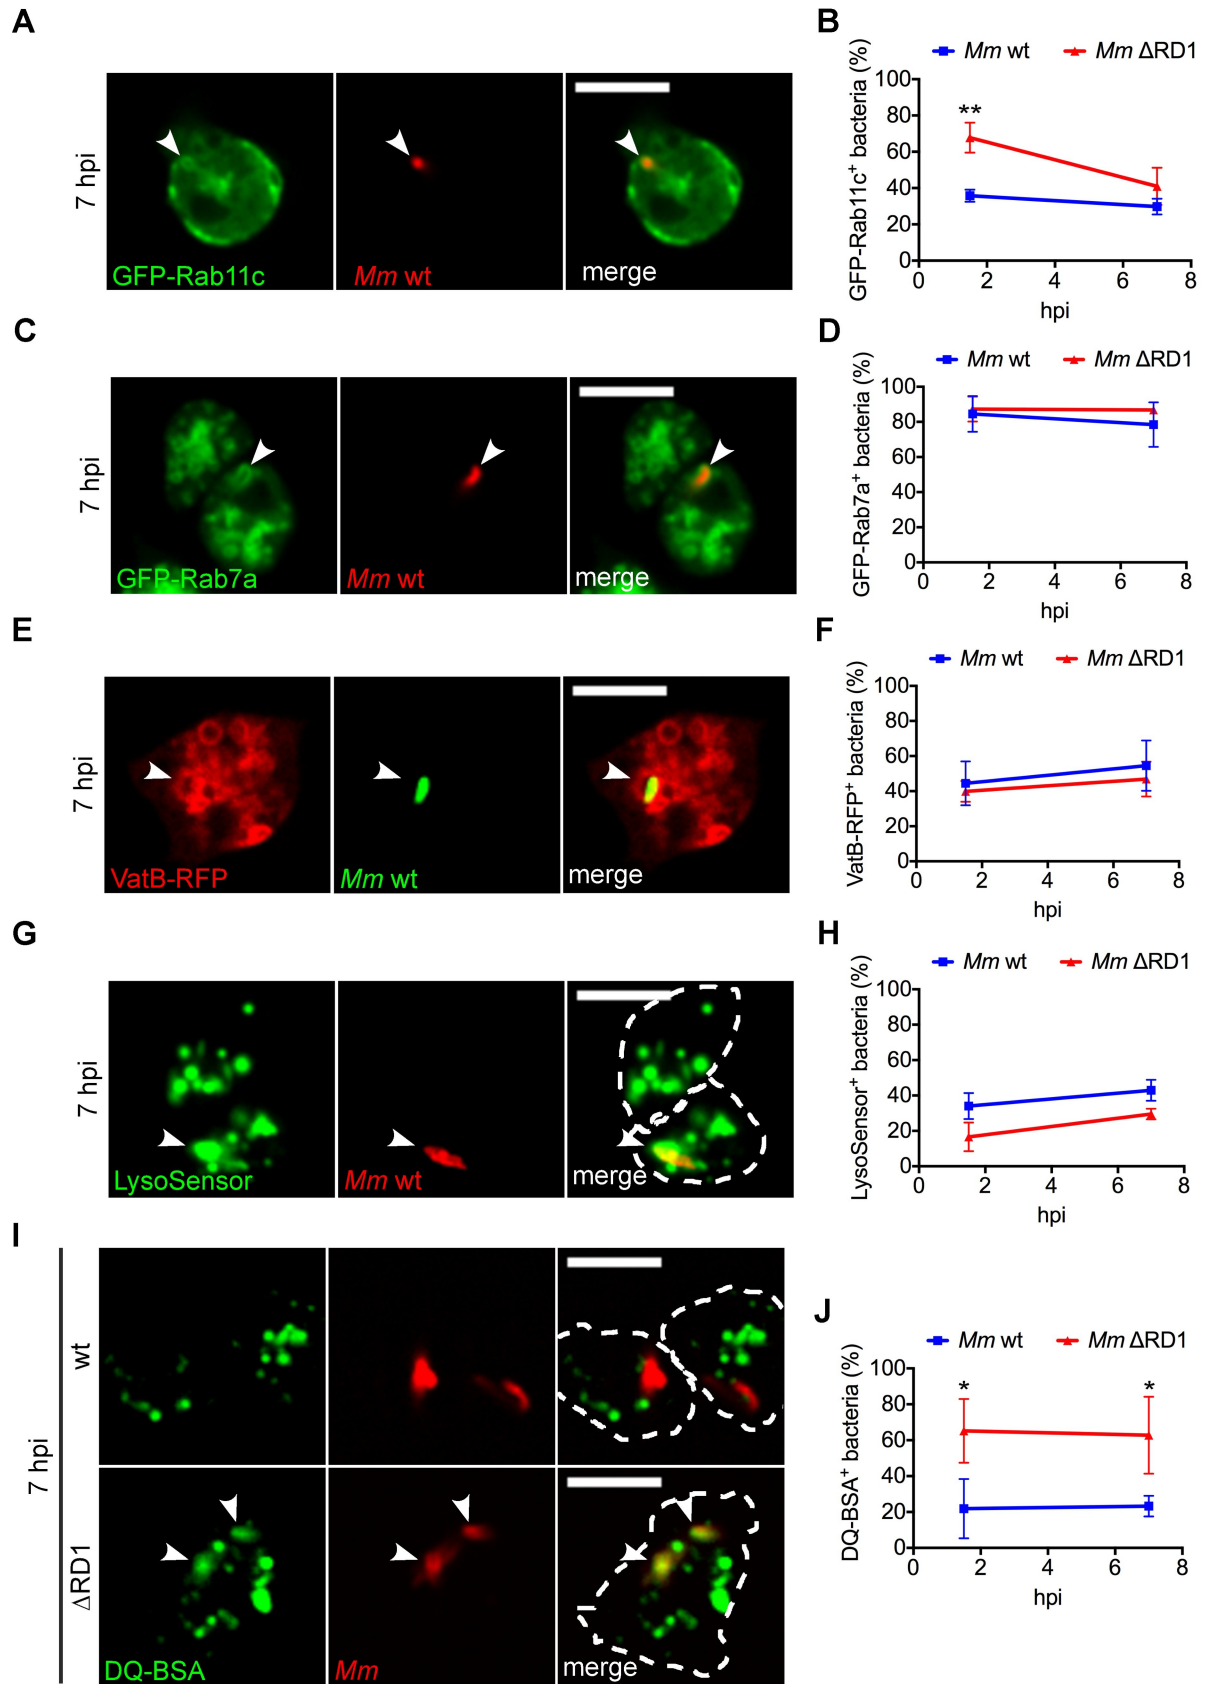 A
7 hpi
GFP-Rab11c
Mm wt
merge
B
Mm wt
Mm ΔRD1
GFP-Rab11c⁺ bacteria (%)
100
80
60
40
20
0
**
0 2 4 6 8
hpi
C
7 hpi
GFP-Rab7a
Mm wt
merge
D
Mm wt
Mm ΔRD1
GFP-Rab7a⁺ bacteria (%)
100
80
60
40
20
0
0 2 4 6 8
hpi
E
7 hpi
VatB-RFP
Mm wt
merge
F
Mm wt
Mm ΔRD1
VatB-RFP⁺ bacteria (%)
100
80
60
40
20
0
0 2 4 6 8
hpi
G
7 hpi
LysoSensor
Mm wt
merge
H
Mm wt
Mm ΔRD1
LysoSensor⁺ bacteria (%)
100
80
60
40
20
0
0 2 4 6 8
hpi
I
7 hpi
wt
ΔRD1
DQ-BSA
Mm
merge
J
Mm wt
Mm ΔRD1
DQ-BSA⁺ bacteria (%)
100
80
60
40
20
0
* *
0 2 4 6 8
hpi